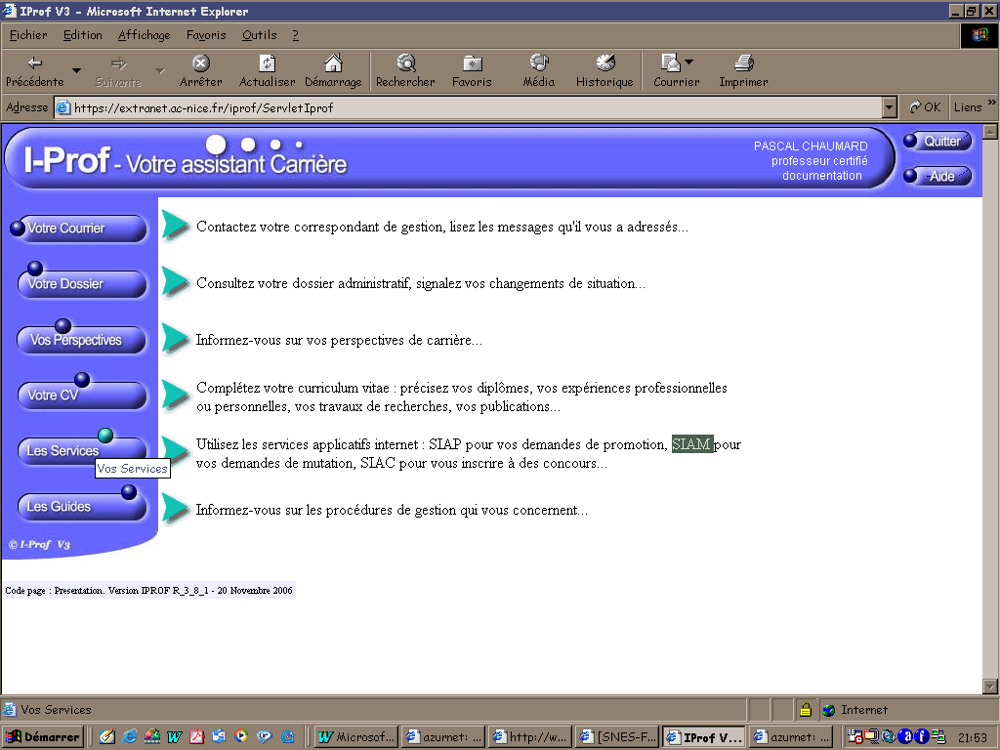 IProf V3 - Microsoft Internet Explorer
Fichier Edition Affichage Favoris Outils ?
Précédente Suivante Arrêter Actualiser Démarrage Rechercher Favoris Média Historique Courrier Imprimer
Adresse https://extranet.ac-nice.fr/iprof/ServletIprof OK Liens »
I-Prof - Votre assistant Carrière
PASCAL CHAUMARD
professeur certifié
documentation
Quitter
Aide
Votre Courrier
Contactez votre correspondant de gestion, lisez les messages qu'il vous a adressés...
Votre Dossier
Consultez votre dossier administratif, signalez vos changements de situation...
Vos Perspectives
Informez-vous sur vos perspectives de carrière...
Votre CV
Complétez votre curriculum vitae : précisez vos diplômes, vos expériences professionnelles
ou personnelles, vos travaux de recherches, vos publications...
Les Services
Utilisez les services applicatifs internet : SIAP pour vos demandes de promotion, SIAM pour
vos demandes de mutation, SIAC pour vous inscrire à des concours...
Vos Services
Les Guides
Informez-vous sur les procédures de gestion qui vous concernent...
© I-Prof V3
Code page : Presentation. Version IPROF R_3_8_1 - 20 Novembre 2006
Vos Services Internet
Démarrer Microsof... azurnet: ... http://w... [SNES-F... IProf V... azurnet: ... 21:53